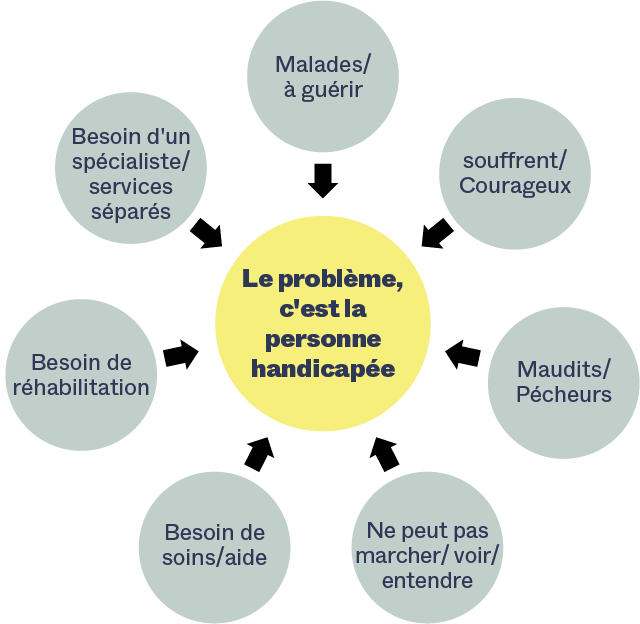 Malades/
à guérir
Besoin d'un
spécialiste/
services
séparés
souffrent/
Courageux
Le problème,
c'est la
personne
handicapée
Besoin de
réhabilitation
Maudits/
Pécheurs
Besoin de
soins/aide
Ne peut pas
marcher/ voir/
entendre